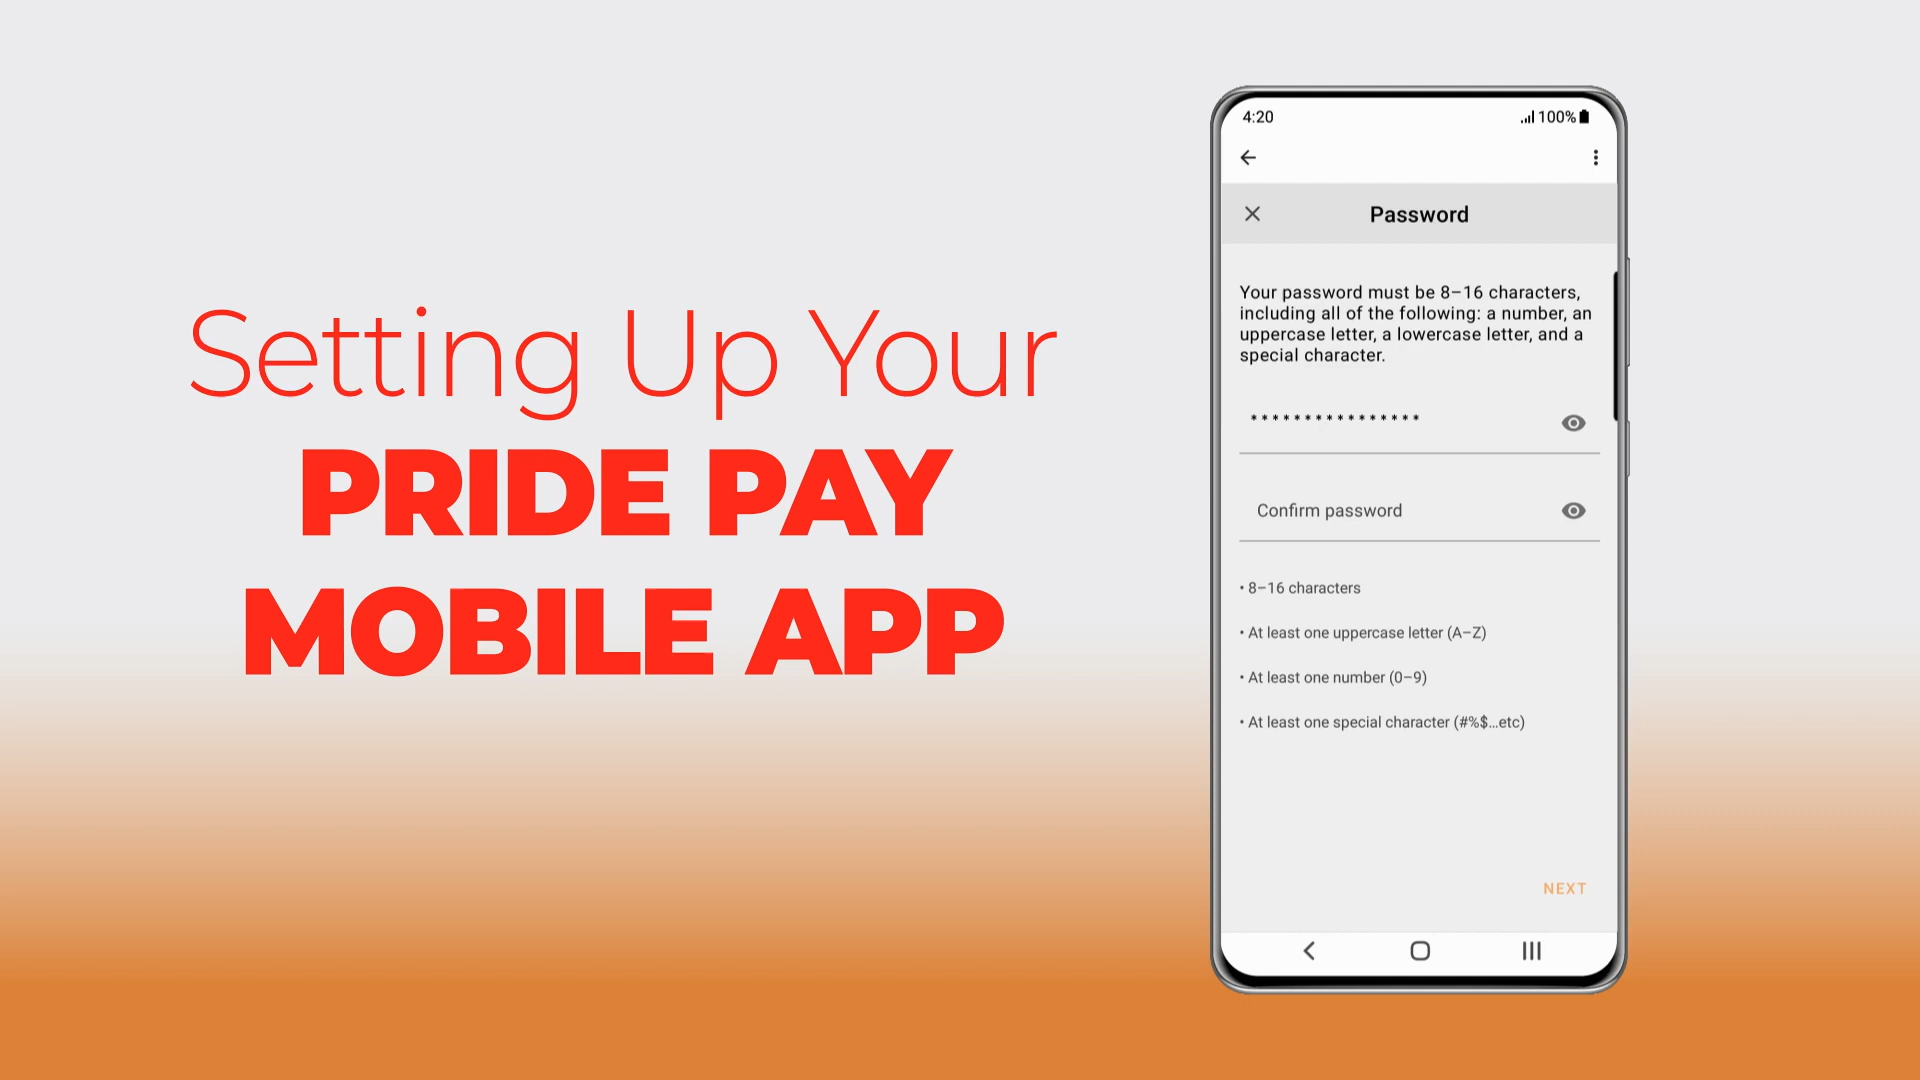 Setting Up Your
PRIDE PAY
MOBILE APP
4:20
100%
Password
Your password must be 8–16 characters,
including all of the following: a number, an
uppercase letter, a lowercase letter, and a
special character.
****************
Confirm password
• 8–16 characters
• At least one uppercase letter (A–Z)
• At least one number (0–9)
• At least one special character (#%$...etc)
NEXT